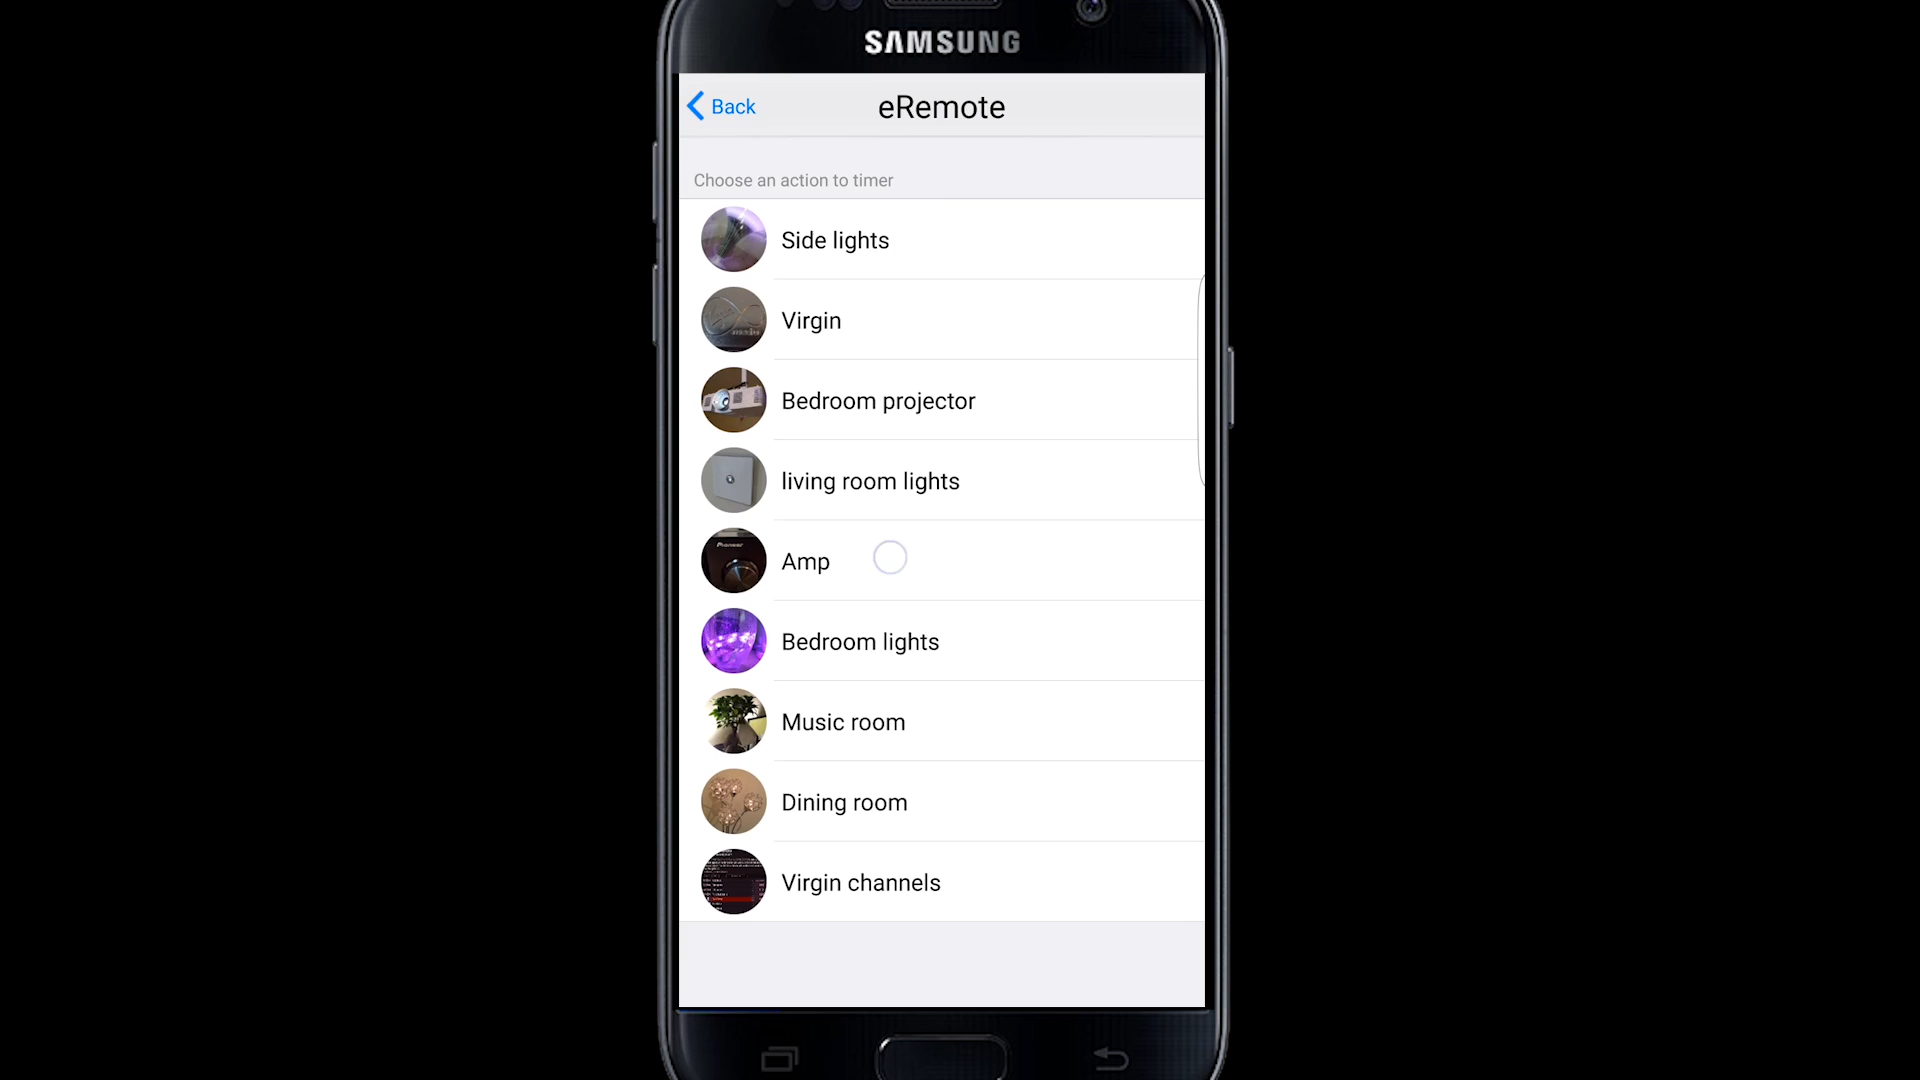 SAMSUNG
Back
eRemote
Choose an action to timer
Side lights
Virgin
Bedroom projector
living room lights
Pioneer
Amp
Bedroom lights
Music room
Dining room
Virgin channels